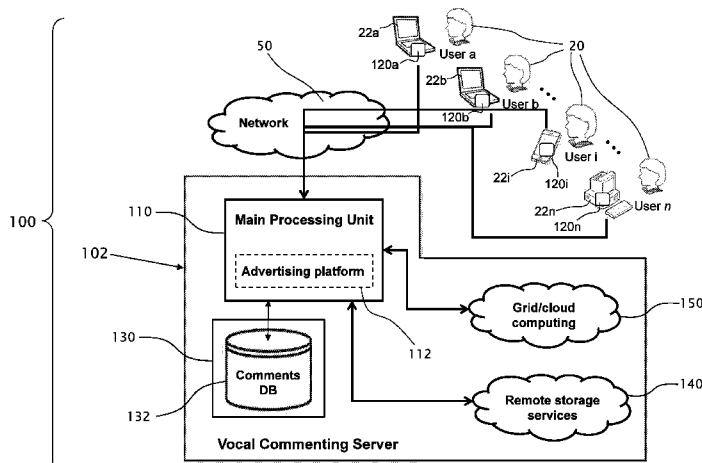 100
22a
120a
User a
20
50
22b
120b
User b
Network
22i
120i
User i
22n
120n
User n
110
Main Processing Unit
102
Advertising platform
112
Grid/cloud
computing
150
130
132
Comments
DB
Remote storage
services
140
Vocal Commenting Server